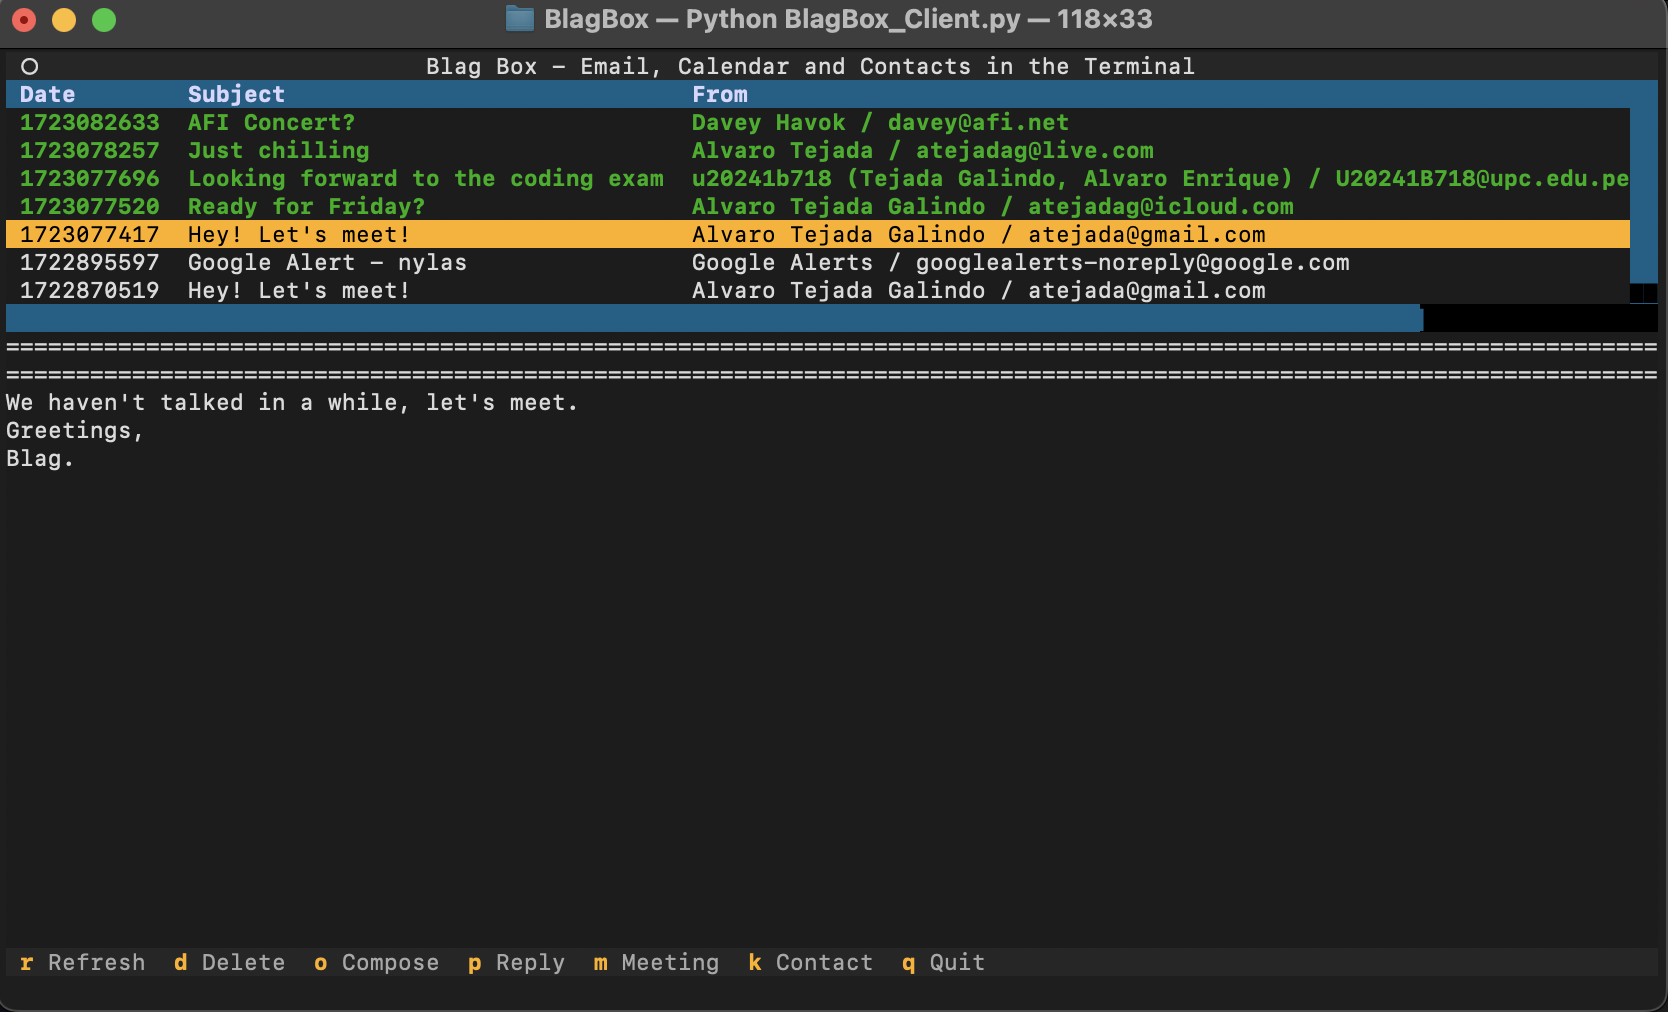 BlagBox — Python BlagBox_Client.py — 118×33
Blag Box – Email, Calendar and Contacts in the Terminal
Date Subject From
1723082633 AFI Concert? Davey Havok / davey@afi.net
1723078257 Just chilling Alvaro Tejada / atejadag@live.com
1723077696 Looking forward to the coding exam u20241b718 (Tejada Galindo, Alvaro Enrique) / U20241B718@upc.edu.pe
1723077520 Ready for Friday? Alvaro Tejada Galindo / atejadag@icloud.com
1723077417 Hey! Let's meet! Alvaro Tejada Galindo / atejada@gmail.com
1722895597 Google Alert – nylas Google Alerts / googlealerts-noreply@google.com
1722870519 Hey! Let's meet! Alvaro Tejada Galindo / atejada@gmail.com
======================================================================================================================
======================================================================================================================
We haven't talked in a while, let's meet.
Greetings,
Blag.
r Refresh d Delete o Compose p Reply m Meeting k Contact q Quit